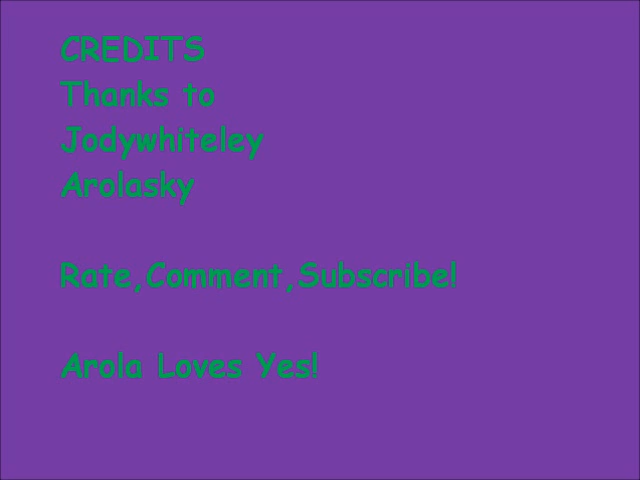 CREDITS
Thanks to
Jodywhiteley
Arolasky
Rate,Comment,Subscribe!
Arola Loves Yes!